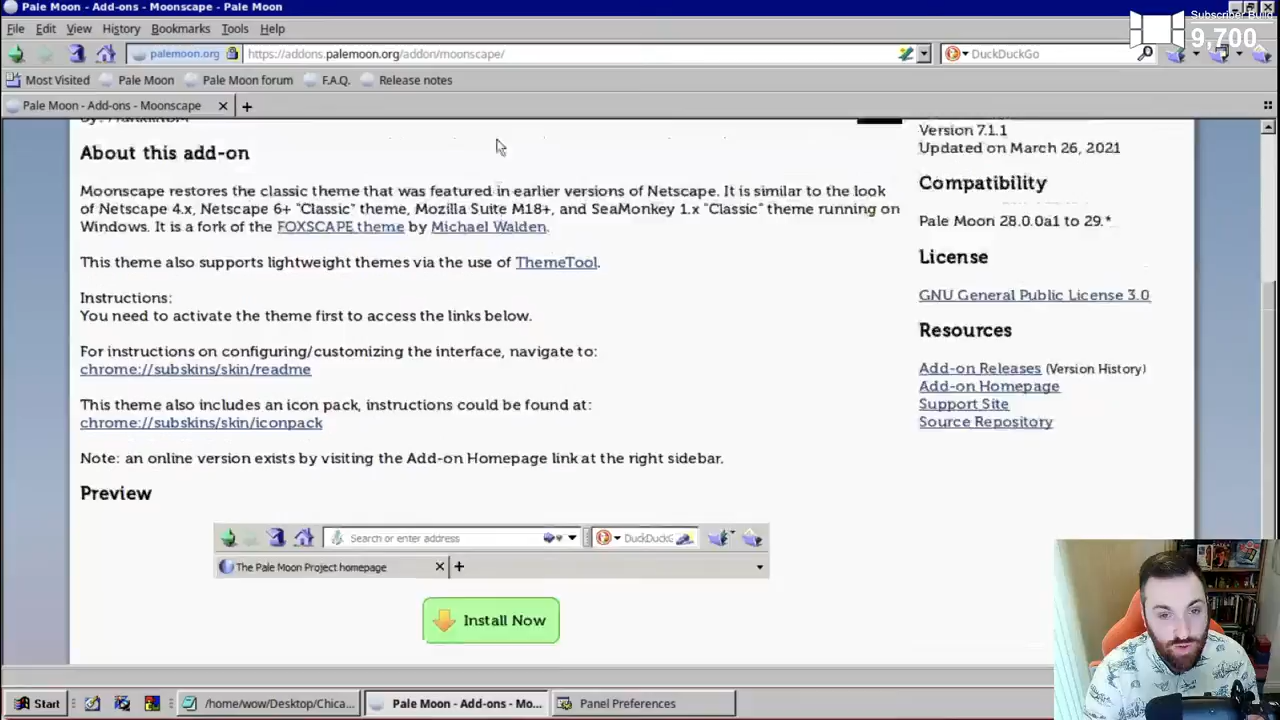 Pale Moon - Add-ons - Moonscape - Pale Moon
Subscriber Build
9,700
File Edit View History Bookmarks Tools Help
palemoon.org https://addons.palemoon.org/addon/moonscape/ DuckDuckGo
Most Visited Pale Moon Pale Moon forum F.A.Q. Release notes
Pale Moon - Add-ons - Moonscape
Version 7.1.1
Updated on March 26, 2021
About this add-on
Moonscape restores the classic theme that was featured in earlier versions of Netscape. It is similar to the look
of Netscape 4.x, Netscape 6+ "Classic" theme, Mozilla Suite M18+, and SeaMonkey 1.x "Classic" theme running on
Windows. It is a fork of the FOXSCAPE theme by Michael Walden.
This theme also supports lightweight themes via the use of ThemeTool.
Instructions:
You need to activate the theme first to access the links below.
For instructions on configuring/customizing the interface, navigate to:
chrome://subskins/skin/readme
This theme also includes an icon pack, instructions could be found at:
chrome://subskins/skin/iconpack
Note: an online version exists by visiting the Add-on Homepage link at the right sidebar.
Compatibility
Pale Moon 28.0.0a1 to 29.*
License
GNU General Public License 3.0
Resources
Add-on Releases (Version History)
Add-on Homepage
Support Site
Source Repository
Preview
Search or enter address DuckDuckG
The Pale Moon Project homepage
Install Now
Start /home/wow/Desktop/Chica... Pale Moon - Add-ons - Mo... Panel Preferences